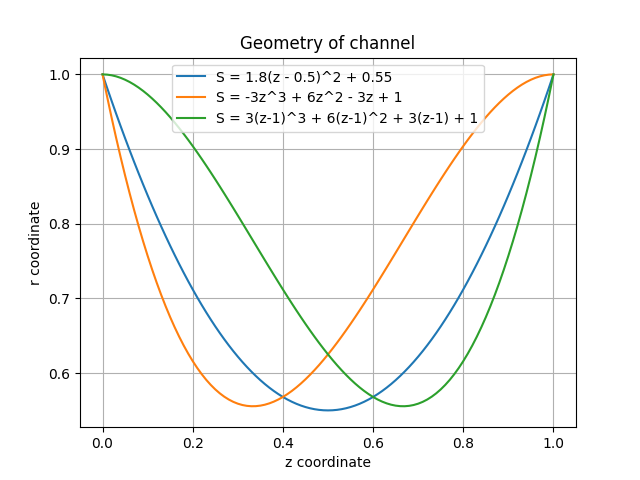 Geometry of channel
S = 1.8(z - 0.5)^2 + 0.55
S = -3z^3 + 6z^2 - 3z + 1
S = 3(z-1)^3 + 6(z-1)^2 + 3(z-1) + 1
r coordinate
1.0
0.9
0.8
0.7
0.6
0.0 0.2 0.4 0.6 0.8 1.0
z coordinate